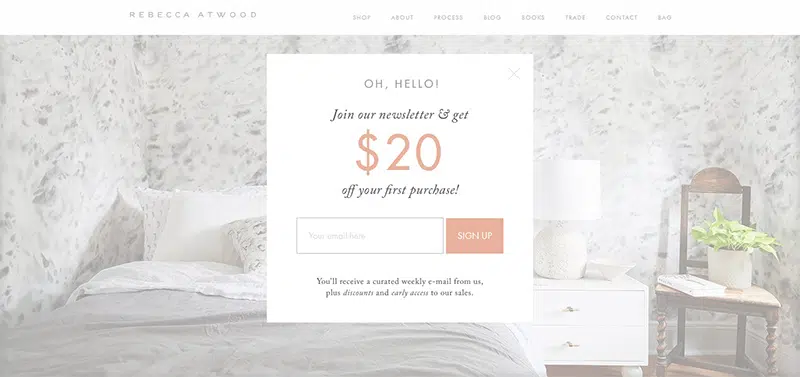 REBECCA ATWOOD
SHOP ABOUT PROCESS BLOG BOOKS TRADE CONTACT BAG
OH, HELLO!
Join our newsletter & get
$20
off your first purchase!
Your email here
SIGN UP
You'll receive a curated weekly e-mail from us,
plus discounts and early access to our sales.